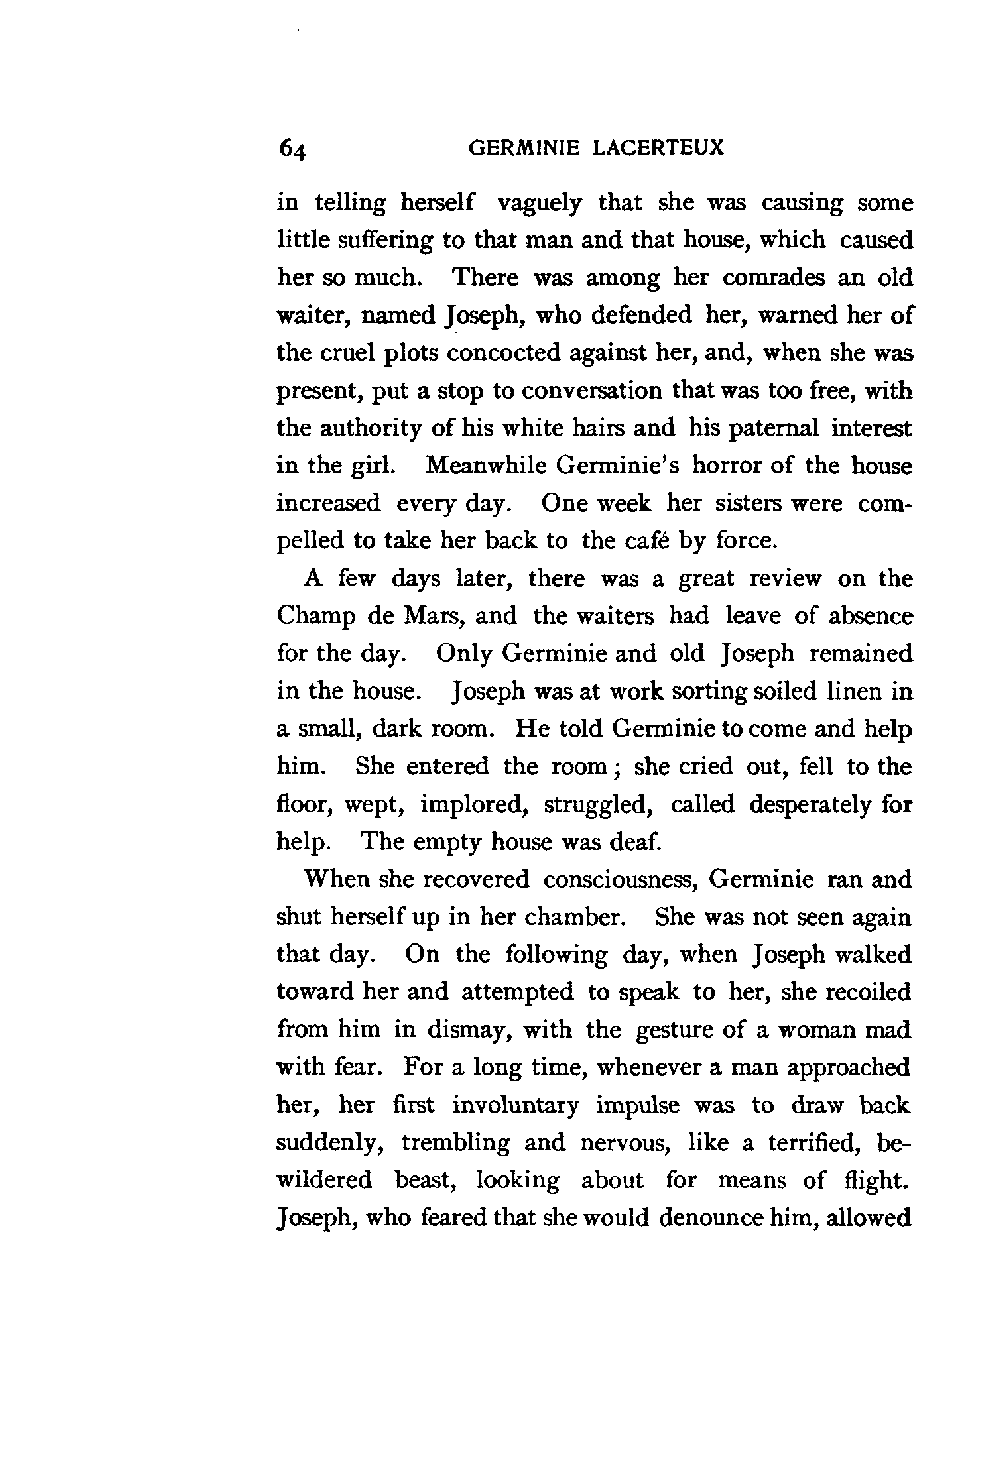 64 GERMINIE LACERTEUX
in telling herself vaguely that she was causing some
little suffering to that man and that house, which caused
her so much. There was among her comrades an old
waiter, named Joseph, who defended her, warned her of
the cruel plots concocted against her, and, when she was
present, put a stop to conversation that was too free, with
the authority of his white hairs and his paternal interest
in the girl. Meanwhile Germinie's horror of the house
increased every day. One week her sisters were com-
pelled to take her back to the café by force.
A few days later, there was a great review on the
Champ de Mars, and the waiters had leave of absence
for the day. Only Germinie and old Joseph remained
in the house. Joseph was at work sorting soiled linen in
a small, dark room. He told Germinie to come and help
him. She entered the room; she cried out, fell to the
floor, wept, implored, struggled, called desperately for
help. The empty house was deaf.
When she recovered consciousness, Germinie ran and
shut herself up in her chamber. She was not seen again
that day. On the following day, when Joseph walked
toward her and attempted to speak to her, she recoiled
from him in dismay, with the gesture of a woman mad
with fear. For a long time, whenever a man approached
her, her first involuntary impulse was to draw back
suddenly, trembling and nervous, like a terrified, be-
wildered beast, looking about for means of flight.
Joseph, who feared that she would denounce him, allowed